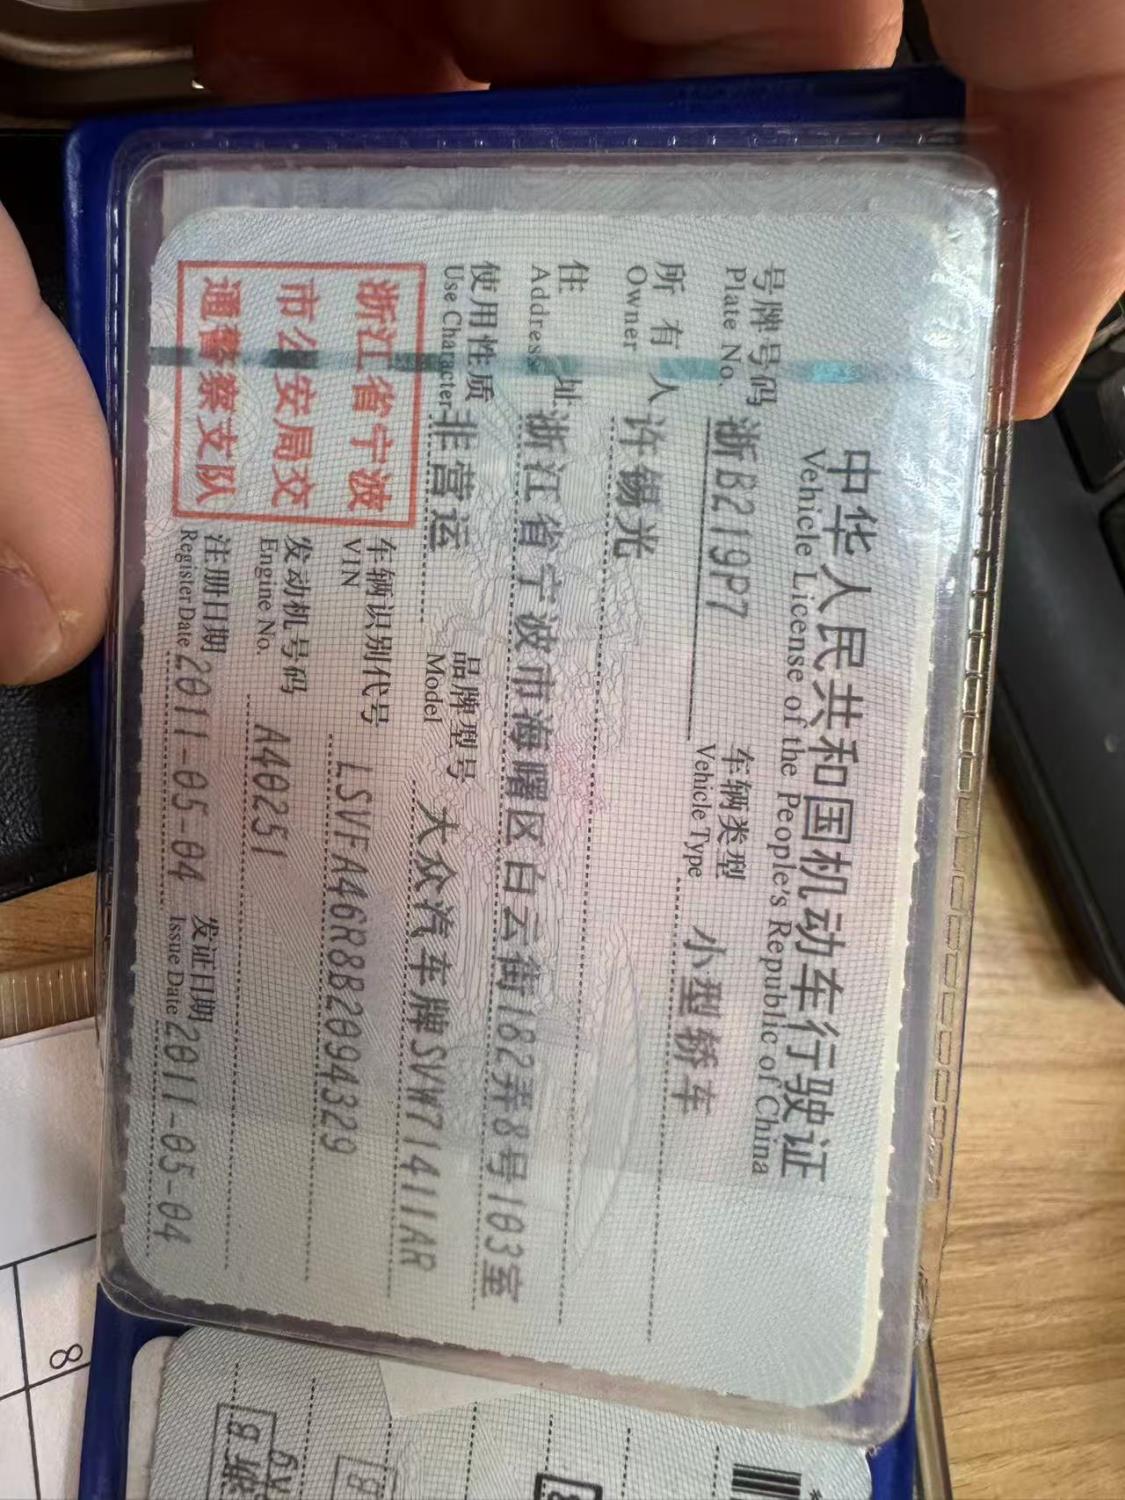 中华人民共和国机动车行驶证
Vehicle License of the People's Republic of China
号牌号码 浙B219P7 车辆类型 小型轿车
Plate No. Vehicle Type
所有人 许锡光
Owner
住址 浙江省宁波市海曙区白云街182弄8号103室
Address
使用性质 非营运 品牌型号 大众汽车牌SVW71411AR
Use Character Model
浙江省宁波
市公安局交
通警察支队
车辆识别代号 LSVFA46R8B2094329
VIN
发动机号码 A40251
Engine No.
注册日期 2011-05-04 发证日期 2011-05-04
Register Date Issue Date
8